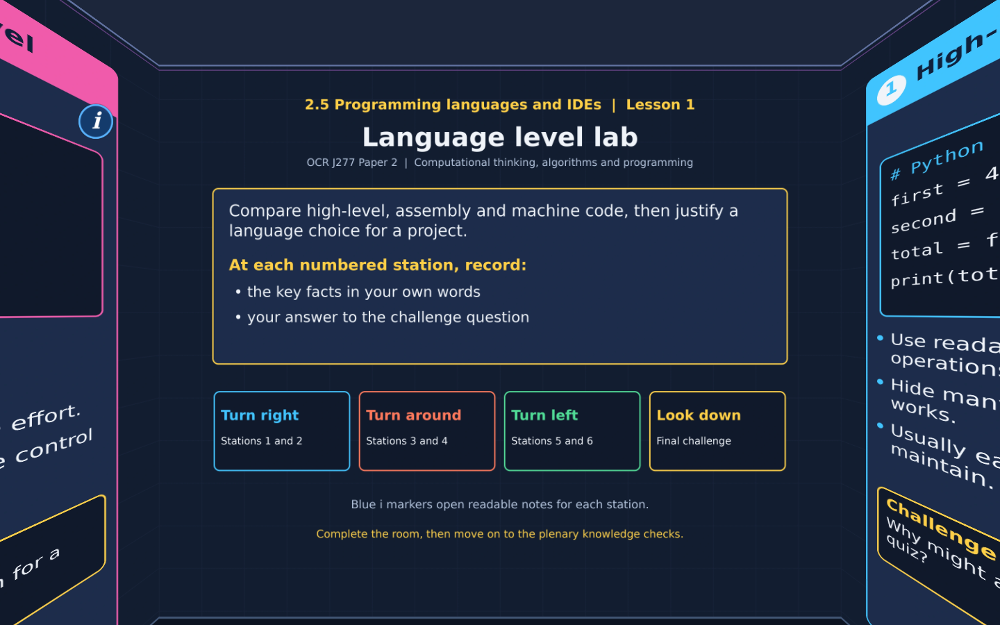 vel
i
effort.
control
for a
2.5 Programming languages and IDEs | Lesson 1
Language level lab
OCR J277 Paper 2 | Computational thinking, algorithms and programming
Compare high-level, assembly and machine code, then justify a
language choice for a project.
At each numbered station, record:
• the key facts in your own words
• your answer to the challenge question
Turn right
Stations 1 and 2
Turn around
Stations 3 and 4
Turn left
Stations 5 and 6
Look down
Final challenge
Blue i markers open readable notes for each station.
Complete the room, then move on to the plenary knowledge checks.
1 High-
# Python
first = 4
second =
total = f
print(tot
• Use reada
operations
• Hide many
works.
• Usually ea
maintain.
Challenge
Why might a
quiz?